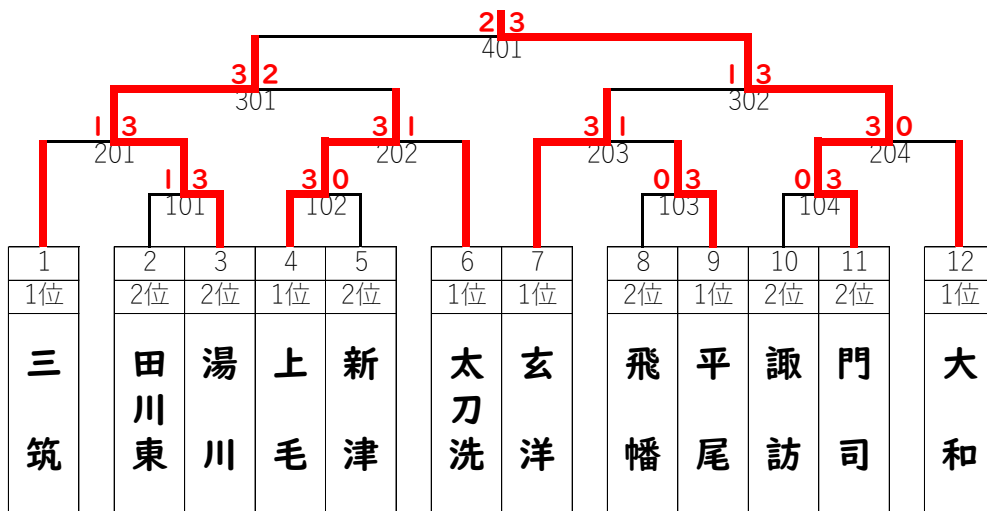 2 3
401
3 2
301
1 3
302
1 3
201
3 1
202
3 1
203
3 0
204
1 3
101
3 0
102
0 3
103
0 3
104
1 2 3 4 5 6 7 8 9 10 11 12
1位 2位 2位 1位 2位 1位 1位 2位 1位 2位 2位 1位
三筑
田川東
湯川
上毛
新津
太刀洗
玄洋
飛幡
平尾
諏訪
門司
大和